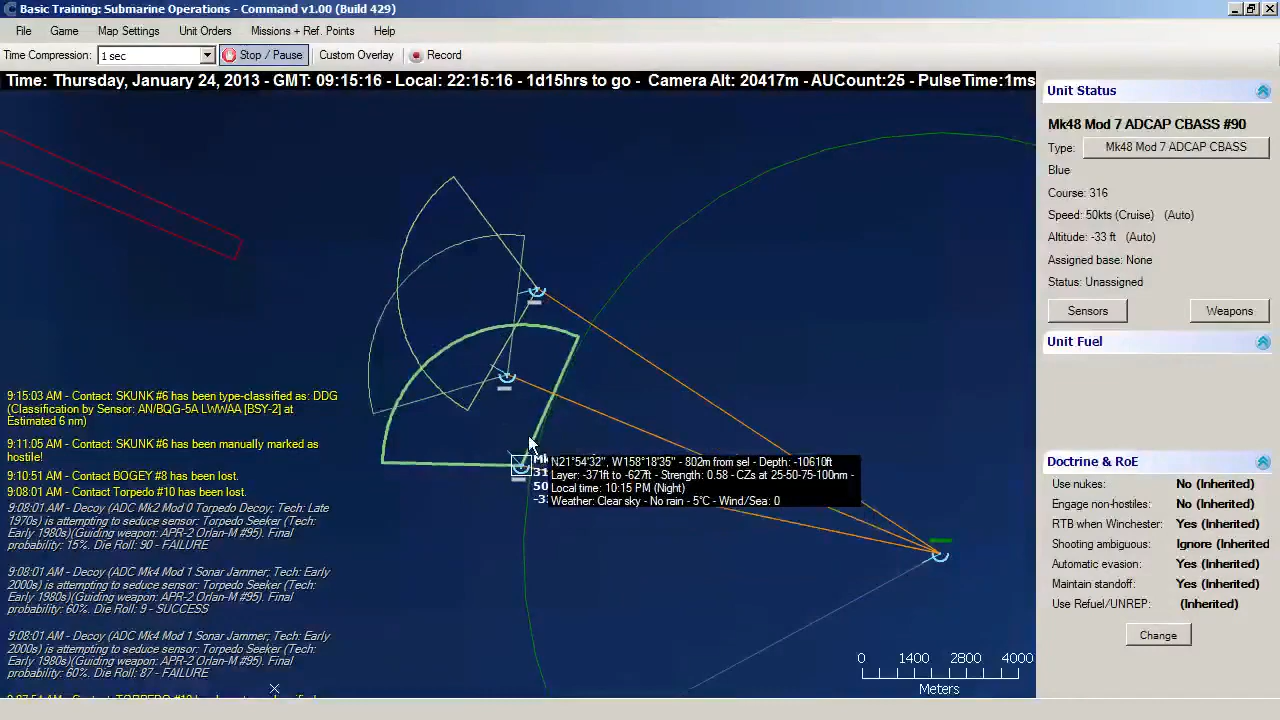 Basic Training: Submarine Operations - Command v1.00 (Build 429)
File Game Map Settings Unit Orders Missions + Ref. Points Help
Time Compression: 1 sec Stop / Pause Custom Overlay Record
Time: Thursday, January 24, 2013 - GMT: 09:15:16 - Local: 22:15:16 - 1d15hrs to go - Camera Alt: 20417m - AUCount:25 - PulseTime:1ms
Unit Status
Mk48 Mod 7 ADCAP CBASS #90
Type: Mk48 Mod 7 ADCAP CBASS
Blue
Course: 316
Speed: 50kts (Cruise) (Auto)
Altitude: -33 ft (Auto)
Assigned base: None
Status: Unassigned
Sensors Weapons
Unit Fuel
Doctrine & RoE
Use nukes: No (Inherited)
Engage non-hostiles: No (Inherited)
RTB when Winchester: Yes (Inherited)
Shooting ambiguous: Ignore (Inherited
Automatic evasion: Yes (Inherited)
Maintain standoff: Yes (Inherited)
Use Refuel/UNREP: (Inherited)
Change
9:15:03 AM - Contact: SKUNK #6 has been type-classified as: DDG
(Classification by Sensor: AN/BQG-5A LWWAA [BSY-2] at
Estimated 6 nm)
9:11:05 AM - Contact: SKUNK #6 has been manually marked as
hostile!
9:10:51 AM - Contact BOGEY #8 has been lost.
9:08:01 AM - Contact Torpedo #10 has been lost.
9:08:01 AM - Decoy (ADC Mk2 Mod 0 Torpedo Decoy; Tech: Late
1970s) is attempting to seduce sensor: Torpedo Seeker (Tech:
Early 1980s)(Guiding weapon: APR-2 Orlan-M #95). Final
probability: 15%. Die Roll: 90 - FAILURE
9:08:01 AM - Decoy (ADC Mk4 Mod 1 Sonar Jammer; Tech: Early
2000s) is attempting to seduce sensor: Torpedo Seeker (Tech:
Early 1980s)(Guiding weapon: APR-2 Orlan-M #95). Final
probability: 60%. Die Roll: 9 - SUCCESS
9:08:01 AM - Decoy (ADC Mk4 Mod 1 Sonar Jammer; Tech: Early
2000s) is attempting to seduce sensor: Torpedo Seeker (Tech:
Early 1980s)(Guiding weapon: APR-2 Orlan-M #95). Final
probability: 60%. Die Roll: 87 - FAILURE
N21°54'32", W158°18'35" - 802m from sel - Depth: -10610ft
Layer: -371ft to -627ft - Strength: 0.58 - CZs at 25-50-75-100nm -
Local time: 10:15 PM (Night)
Weather: Clear sky - No rain - 5°C - Wind/Sea: 0
0 1400 2800 4000
Meters